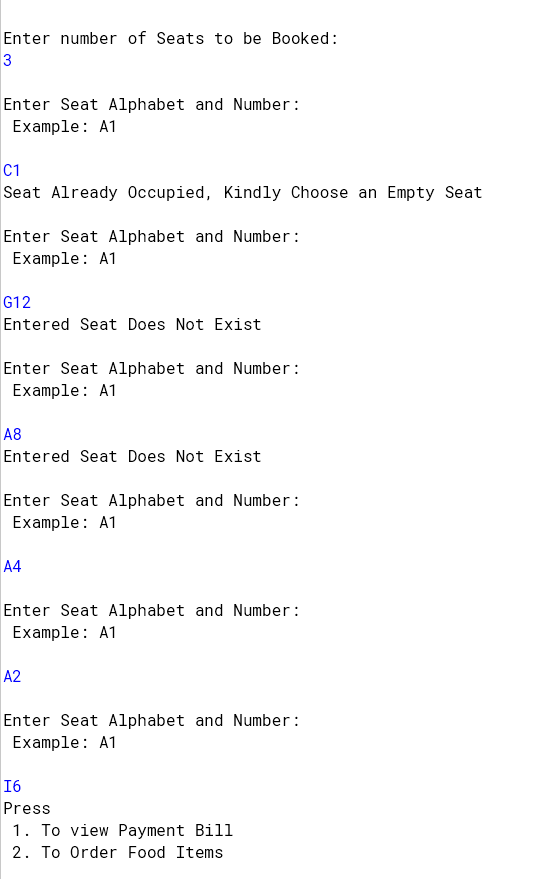 Enter number of Seats to be Booked:
3
Enter Seat Alphabet and Number:
Example: A1
C1
Seat Already Occupied, Kindly Choose an Empty Seat
Enter Seat Alphabet and Number:
Example: A1
G12
Entered Seat Does Not Exist
Enter Seat Alphabet and Number:
Example: A1
A8
Entered Seat Does Not Exist
Enter Seat Alphabet and Number:
Example: A1
A4
Enter Seat Alphabet and Number:
Example: A1
A2
Enter Seat Alphabet and Number:
Example: A1
I6
Press
1. To view Payment Bill
2. To Order Food Items